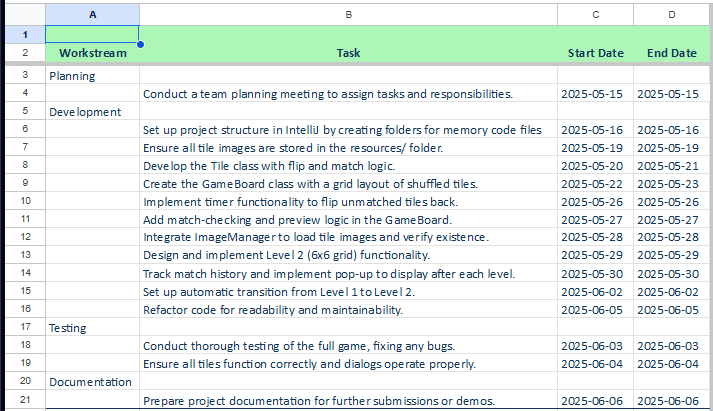 A B C D
1
2 Workstream Task Start Date End Date
3 Planning
4 Conduct a team planning meeting to assign tasks and responsibilities. 2025-05-15 2025-05-15
5 Development
6 Set up project structure in IntelliJ by creating folders for memory code files 2025-05-16 2025-05-16
7 Ensure all tile images are stored in the resources/ folder. 2025-05-19 2025-05-19
8 Develop the Tile class with flip and match logic. 2025-05-20 2025-05-21
9 Create the GameBoard class with a grid layout of shuffled tiles. 2025-05-22 2025-05-23
10 Implement timer functionality to flip unmatched tiles back. 2025-05-26 2025-05-26
11 Add match-checking and preview logic in the GameBoard. 2025-05-27 2025-05-27
12 Integrate ImageManager to load tile images and verify existence. 2025-05-28 2025-05-28
13 Design and implement Level 2 (6x6 grid) functionality. 2025-05-29 2025-05-29
14 Track match history and implement pop-up to display after each level. 2025-05-30 2025-05-30
15 Set up automatic transition from Level 1 to Level 2. 2025-06-02 2025-06-02
16 Refactor code for readability and maintainability. 2025-06-05 2025-06-05
17 Testing
18 Conduct thorough testing of the full game, fixing any bugs. 2025-06-03 2025-06-03
19 Ensure all tiles function correctly and dialogs operate properly. 2025-06-04 2025-06-04
20 Documentation
21 Prepare project documentation for further submissions or demos. 2025-06-06 2025-06-06